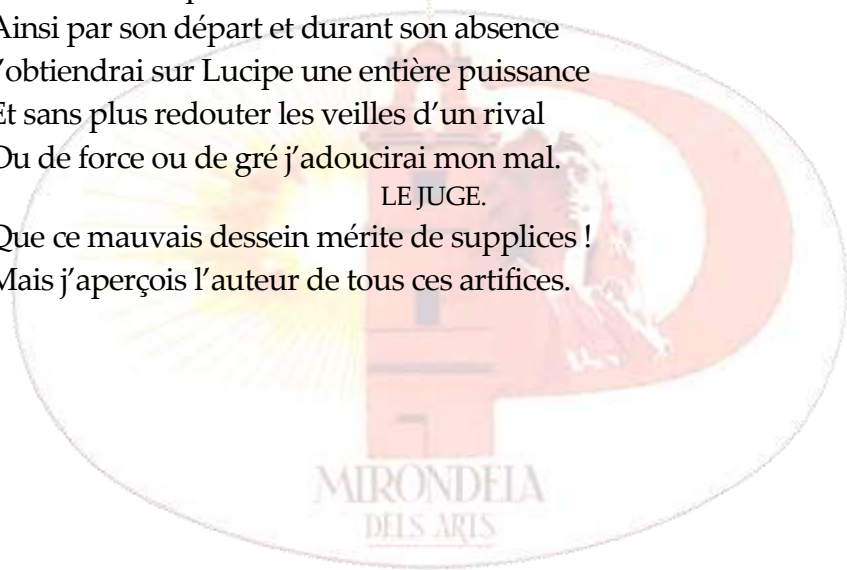 Ainsi par son départ et durant son absence
J'obtiendrai sur Lucipe une entière puissance
Et sans plus redouter les veilles d'un rival
Ou de force ou de gré j'adoucirai mon mal.
LE JUGE.
Que ce mauvais dessein mérite de supplices !
Mais j'aperçois l'auteur de tous ces artifices.
MIRONDELA
DELS ARTS